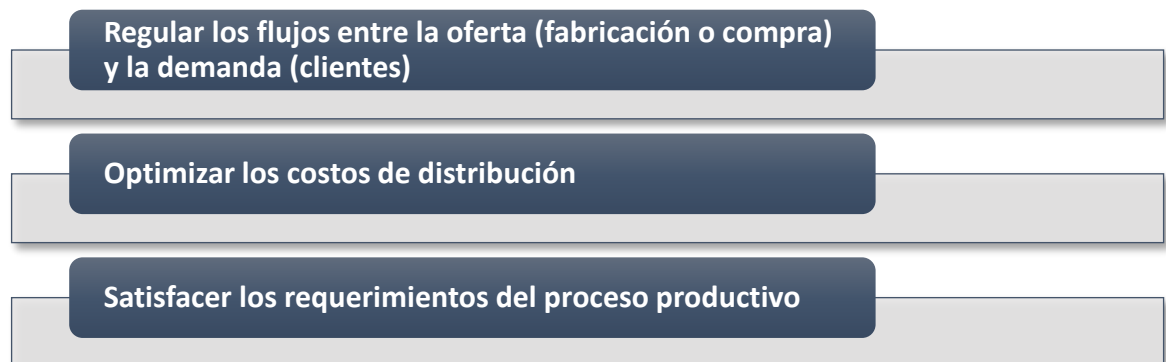 Regular los flujos entre la oferta (fabricación o compra)
y la demanda (clientes)
Optimizar los costos de distribución
Satisfacer los requerimientos del proceso productivo